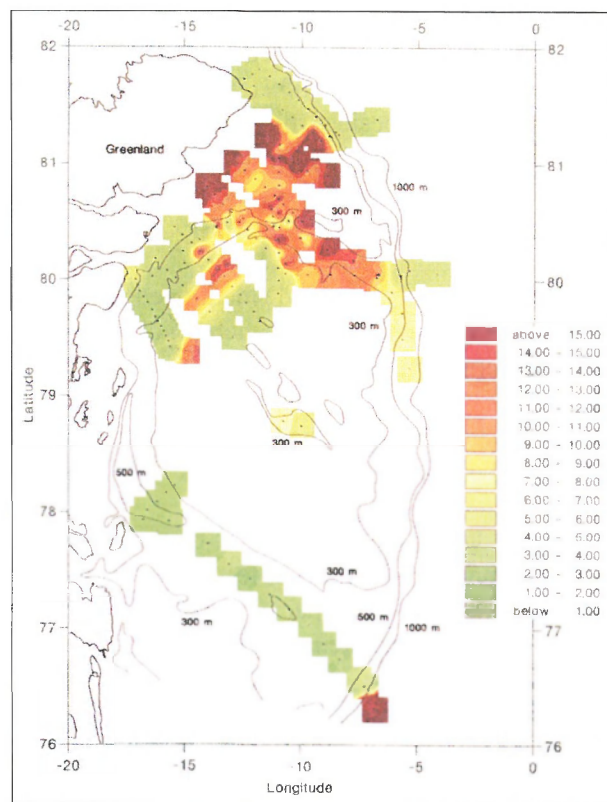 -20 -15 -10 -5 0
82 82
Greenland
81 81
1000 m
300 m
80 80
300 m
above 15.00
14.00 - 15.00
13.00 - 14.00
12.00 - 13.00
11.00 - 12.00
10.00 - 11.00
9.00 - 10.00
8.00 - 9.00
7.00 - 8.00
6.00 - 7.00
5.00 - 6.00
4.00 - 5.00
3.00 - 4.00
2.00 - 3.00
1.00 - 2.00
below 1.00
Latitude
79
300 m
500 m
78
300 m
300 m
500 m
1000 m
77 77
76 76
-20 -15 -10 -5 0
Longitude